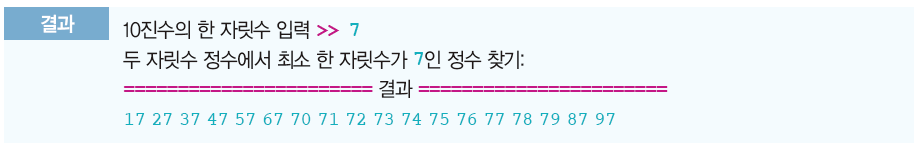 결과
10진수의 한 자릿수 입력 >> 7
두 자릿수 정수에서 최소 한 자릿수가 7인 정수 찾기:
======================= 결과 =======================
17 27 37 47 57 67 70 71 72 73 74 75 76 77 78 79 87 97